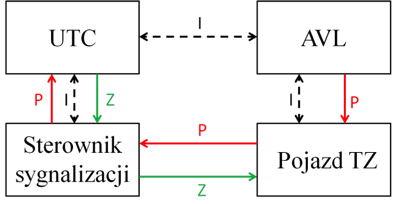 I
UTC
AVL
P
I
Z
I
P
Sterownik
sygnalizacji
P
Z
Pojazd TZ